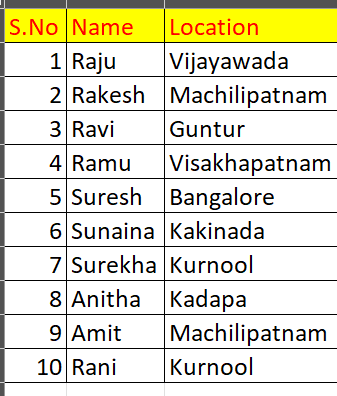 S.No Name Location
1 Raju Vijayawada
2 Rakesh Machilipatnam
3 Ravi Guntur
4 Ramu Visakhapatnam
5 Suresh Bangalore
6 Sunaina Kakinada
7 Surekha Kurnool
8 Anitha Kadapa
9 Amit Machilipatnam
10 Rani Kurnool